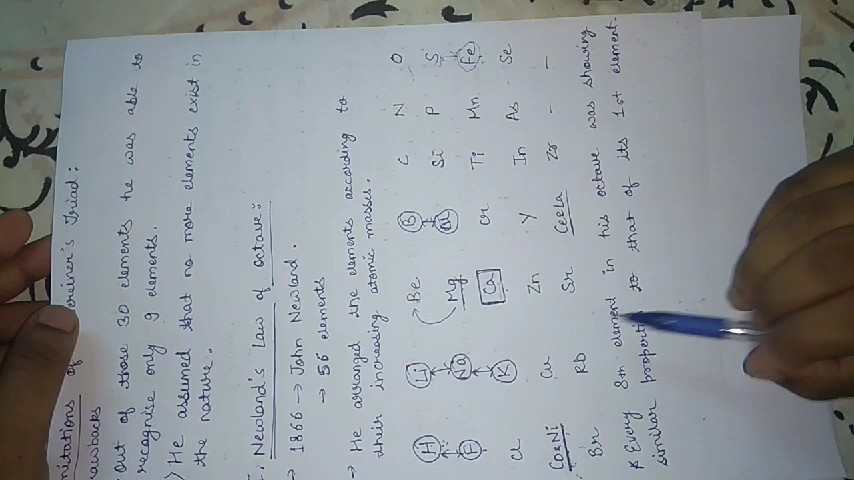 mitations of oreiner's Triad:
rawbacks
out of those 30 elements he was able to
recognise only 9 elements.
He assumed that no more elements exist in
the nature.
. Newland's Law of octave:
→ 1866 → John Newland.
→ 56 elements
→ He arranged the elements according to
their increasing atomic masses.
H Li Be B C N O
F Na Mg Al Si P S
Cl K Ca Cr Ti Mn Fe
Co&Ni Cu Zn Y In As Se
Br Rb Sr Ce&La Zr - -
* Every 8th element in his octave was showing
similar to that of its 1st element.